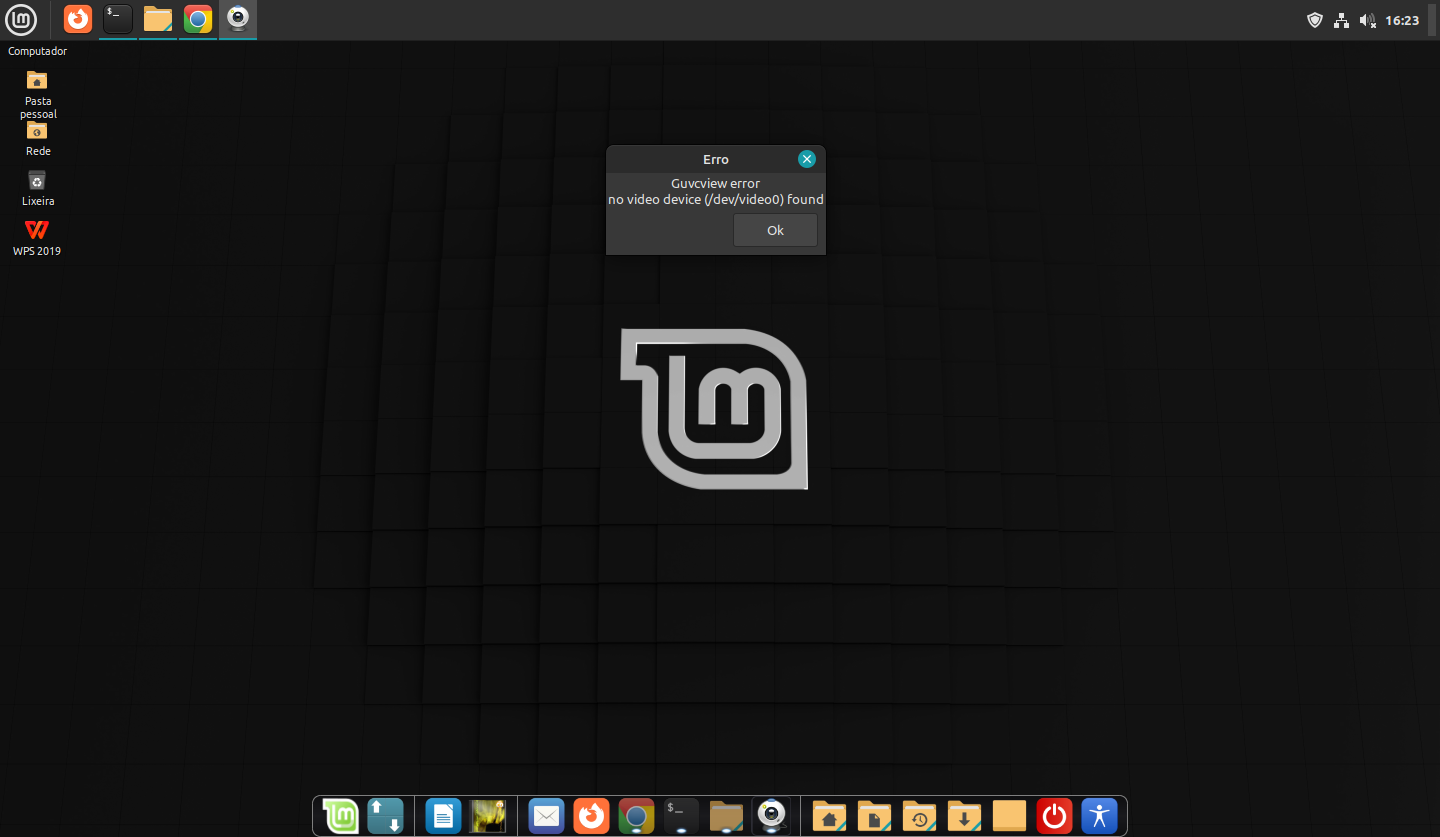 $_
16:23
Computador
Pasta
pessoal
Rede
Lixeira
WPS 2019
Erro
Guvcview error
no video device (/dev/video0) found
Ok
$_